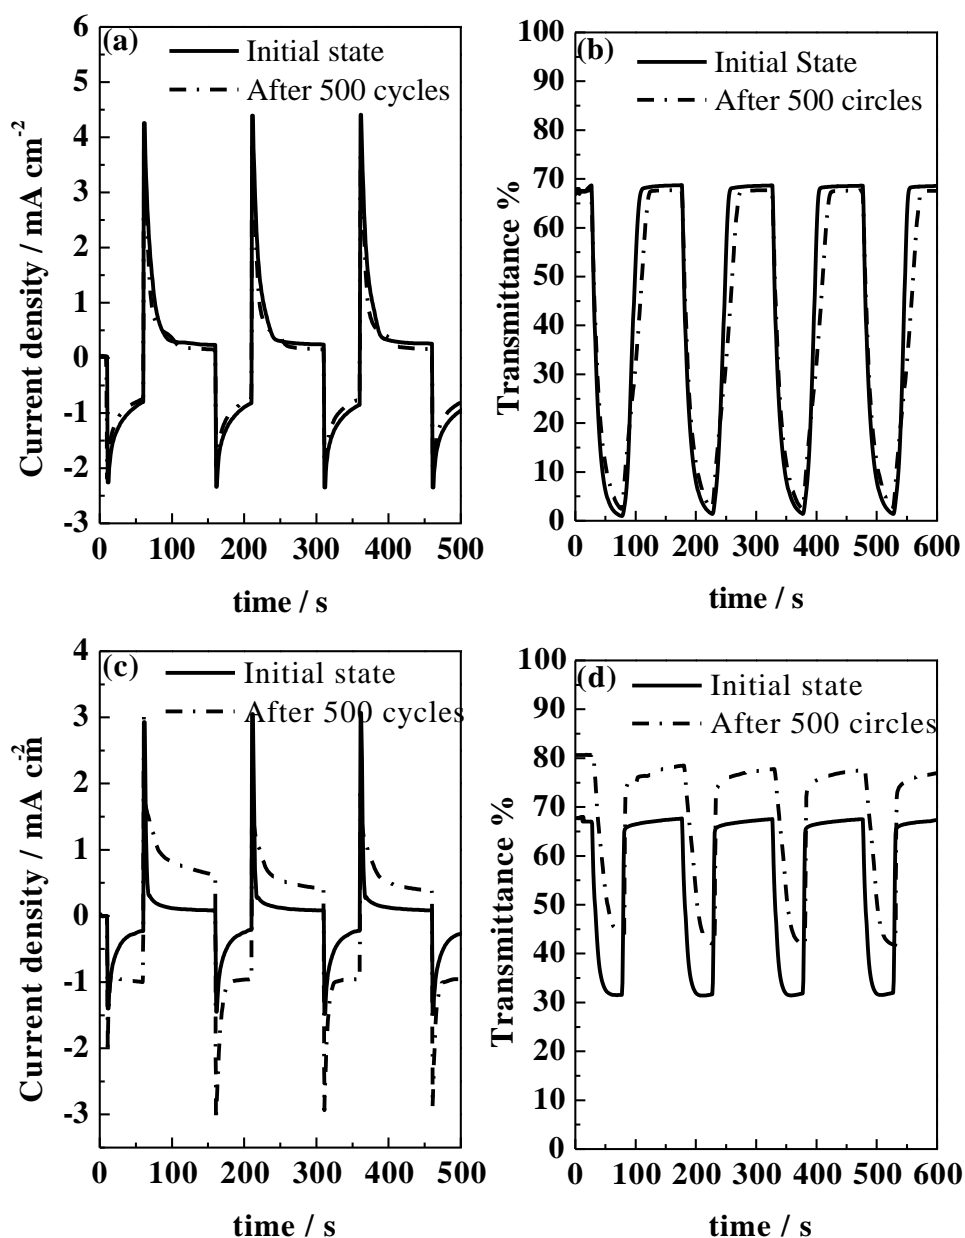 (a)
Initial state
After 500 cycles
6
5
4
3
2
1
0
-1
-2
-3
Current density / mA cm-2
0 100 200 300 400 500
time / s
(b)
Initial State
After 500 circles
100
90
80
70
60
50
40
30
20
10
0
Transmittance %
0 100 200 300 400 500 600
time / s
(c)
Initial state
After 500 cycles
4
3
2
1
0
-1
-2
-3
Current density / mA cm-2
0 100 200 300 400 500
time / s
(d)
Initial state
After 500 circles
100
90
80
70
60
50
40
30
20
10
0
Transmittance %
0 100 200 300 400 500 600
time / s